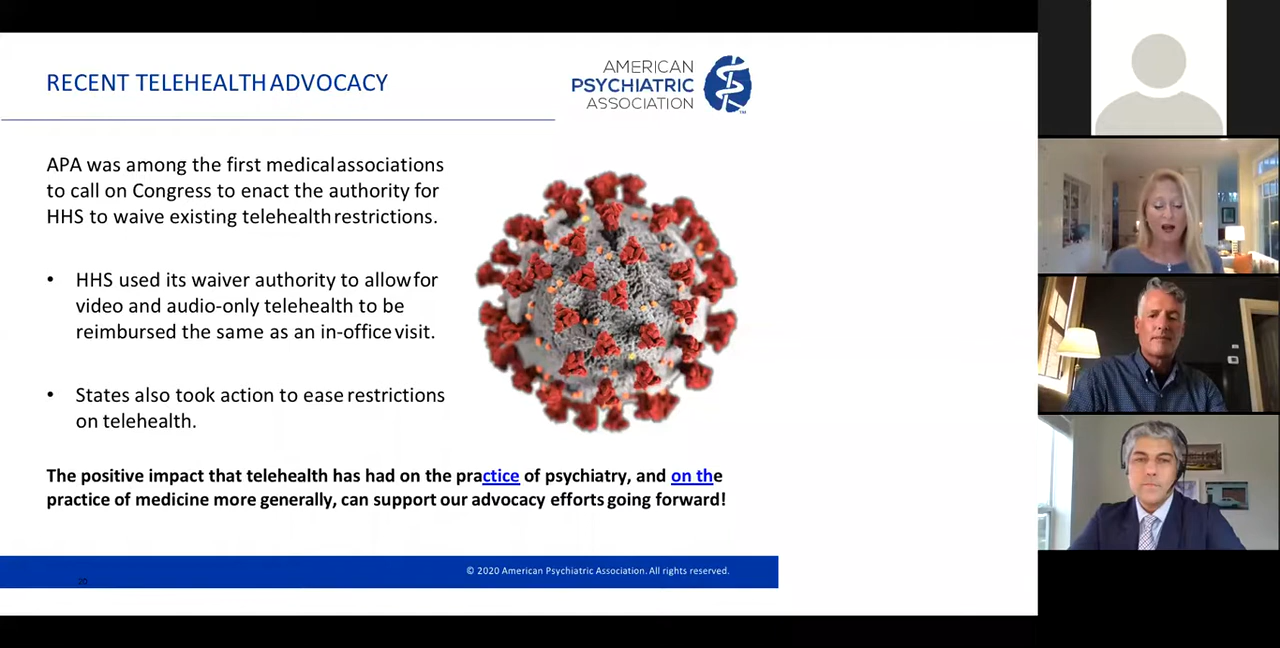 RECENT TELEHEALTH ADVOCACY
AMERICAN
PSYCHIATRIC
ASSOCIATION
TM
APA was among the first medical associations
to call on Congress to enact the authority for
HHS to waive existing telehealth restrictions.
• HHS used its waiver authority to allow for
video and audio-only telehealth to be
reimbursed the same as an in-office visit.
• States also took action to ease restrictions
on telehealth.
The positive impact that telehealth has had on the practice of psychiatry, and on the
practice of medicine more generally, can support our advocacy efforts going forward!
© 2020 American Psychiatric Association. All rights reserved.
20